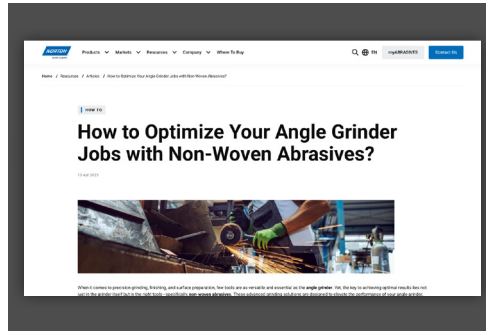 NORTON
Products Markets Resources Company Where To Buy EN myABRASIVES Contact Us
Home / Resources / Articles / How to Optimize Your Angle Grinder Jobs with Non-Woven Abrasives?
HOW TO
How to Optimize Your Angle Grinder
Jobs with Non-Woven Abrasives?
When it comes to precision grinding, finishing, and surface preparation, few tools are as versatile and essential as the angle grinder. Yet, the key to achieving optimal results lies not
just in the grinder itself but in the right tools—specifically, non-woven abrasives. These advanced grinding solutions are designed to elevate the performance of your angle grinder,